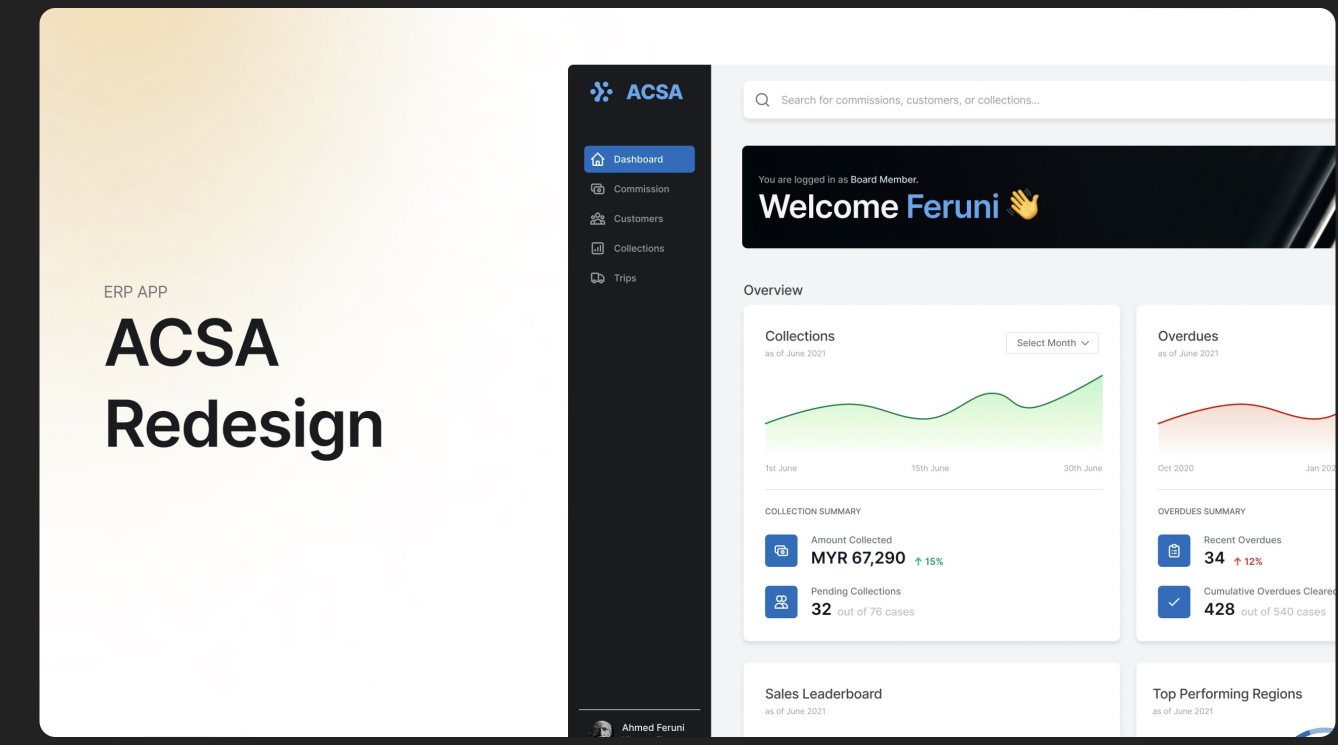 ERP APP
ACSA
Redesign
ACSA
Dashboard
Commission
Customers
Collections
Trips
Ahmed Feruni
Search for commissions, customers, or collections...
You are logged in as Board Member.
Welcome Feruni 👋
Overview
Collections
as of June 2021
Select Month
1st June 15th June 30th June
COLLECTION SUMMARY
Amount Collected
MYR 67,290 ↑ 15%
Pending Collections
32 out of 76 cases
Overdues
as of June 2021
Oct 2020 Jan 202
OVERDUES SUMMARY
Recent Overdues
34 ↑ 12%
Cumulative Overdues Cleared
428 out of 540 cases
Sales Leaderboard
as of June 2021
Top Performing Regions
as of June 2021